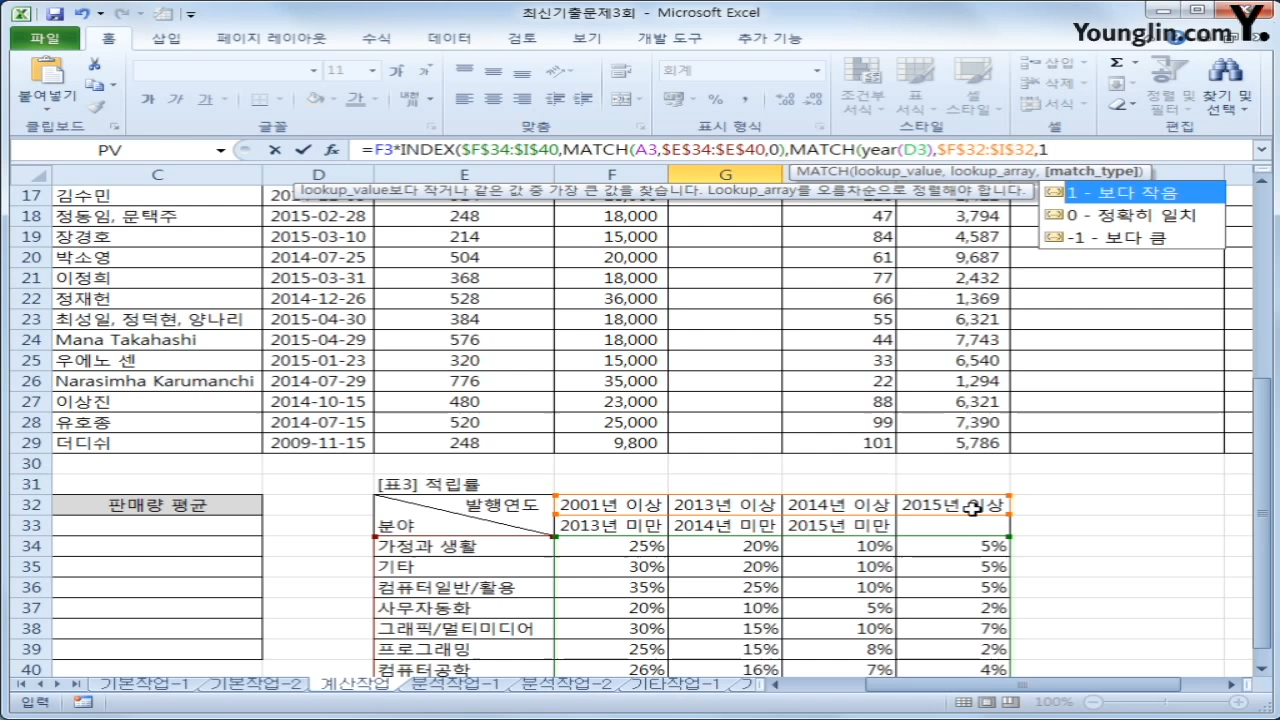 최신기출문제3회 - Microsoft Excel
Younglin.com Y.
파일 홈 삽입 페이지 레이아웃 수식 데이터 검토 보기 개발 도구 추가 기능
붙여넣기 11 가 가 회계 조건부 서식 표 서식 셀 스타일 삽입 삭제 서식 Σ 정렬 및 필터 찾기 및 선택
클립보드 글꼴 맞춤 표시 형식 스타일 셀 편집
PV =F3*INDEX($F$34:$I$40,MATCH(A3,$E$34:$E$40,0),MATCH(year(D3),$F$32:$I$32,1
MATCH(lookup_value, lookup_array, [match_type])
C D E F G
lookup_value보다 작거나 같은 값 중 가장 큰 값을 찾습니다. Lookup_array를 오름차순으로 정렬해야 합니다.
1 - 보다 작음
0 - 정확히 일치
-1 - 보다 큼
17 김수민
18 정동임, 문택주 2015-02-28 248 18,000 47 3,794
19 장경호 2015-03-10 214 15,000 84 4,587
20 박소영 2014-07-25 504 20,000 61 9,687
21 이정희 2015-03-31 368 18,000 77 2,432
22 정재헌 2014-12-26 528 36,000 66 1,369
23 최성일, 정덕현, 양나리 2015-04-30 384 18,000 55 6,321
24 Mana Takahashi 2015-04-29 576 18,000 44 7,743
25 우에노 센 2015-01-23 320 15,000 33 6,540
26 Narasimha Karumanchi 2014-07-29 776 35,000 22 1,294
27 이상진 2014-10-15 480 23,000 88 6,321
28 유호종 2014-07-15 520 25,000 99 7,390
29 더디쉬 2009-11-15 248 9,800 101 5,786
30
31 [표3] 적립률
32 판매량 평균 발행연도 2001년 이상 2013년 이상 2014년 이상 2015년 이상
33 분야 2013년 미만 2014년 미만 2015년 미만
34 가정과 생활 25% 20% 10% 5%
35 기타 30% 20% 10% 5%
36 컴퓨터일반/활용 35% 25% 10% 5%
37 사무자동화 20% 10% 5% 2%
38 그래픽/멀티미디어 30% 15% 10% 7%
39 프로그래밍 25% 15% 8% 2%
40 컴퓨터공학 26% 16% 7% 4%
기본작업-1 기본작업-2 계산작업 분석작업-1 분석작업-2 기타작업-1
입력 100%